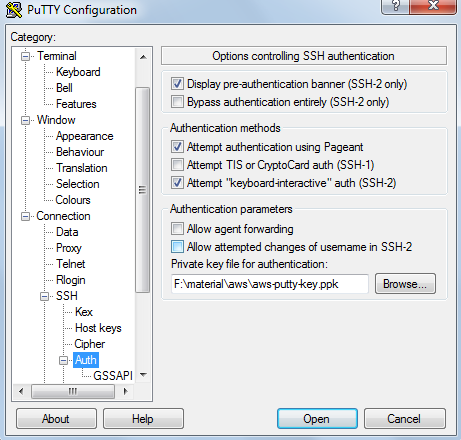 PuTTY Configuration
?
Category:
Terminal
Keyboard
Bell
Features
Window
Appearance
Behaviour
Translation
Selection
Colours
Connection
Data
Proxy
Telnet
Rlogin
SSH
Kex
Host keys
Cipher
Auth
GSSAPI
Options controlling SSH authentication
Display pre-authentication banner (SSH-2 only)
Bypass authentication entirely (SSH-2 only)
Authentication methods
Attempt authentication using Pageant
Attempt TIS or CryptoCard auth (SSH-1)
Attempt "keyboard-interactive" auth (SSH-2)
Authentication parameters
Allow agent forwarding
Allow attempted changes of username in SSH-2
Private key file for authentication:
F:\material\aws\aws-putty-key.ppk Browse...
About Help Open Cancel